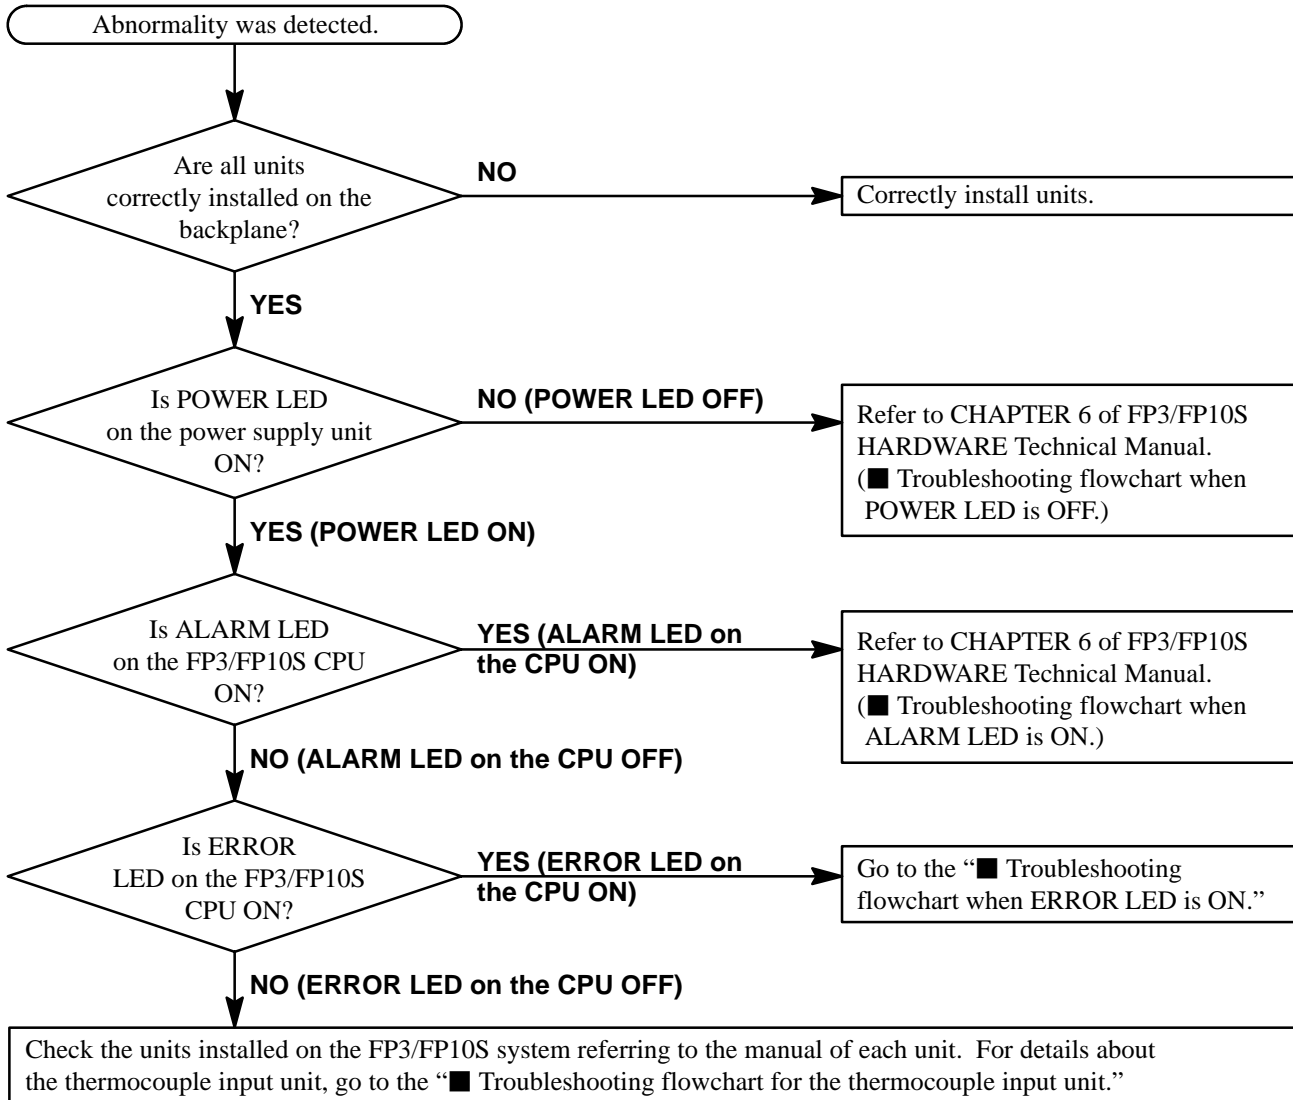 Abnormality was detected.
Are all units
correctly installed on the
backplane?
NO
Correctly install units.
YES
Is POWER LED
on the power supply unit
ON?
NO (POWER LED OFF)
Refer to CHAPTER 6 of FP3/FP10S
HARDWARE Technical Manual.
(■ Troubleshooting flowchart when
POWER LED is OFF.)
YES (POWER LED ON)
Is ALARM LED
on the FP3/FP10S CPU
ON?
YES (ALARM LED on
the CPU ON)
Refer to CHAPTER 6 of FP3/FP10S
HARDWARE Technical Manual.
(■ Troubleshooting flowchart when
ALARM LED is ON.)
NO (ALARM LED on the CPU OFF)
Is ERROR
LED on the FP3/FP10S
CPU ON?
YES (ERROR LED on
the CPU ON)
Go to the “■ Troubleshooting
flowchart when ERROR LED is ON.”
NO (ERROR LED on the CPU OFF)
Check the units installed on the FP3/FP10S system referring to the manual of each unit. For details about
the thermocouple input unit, go to the “■ Troubleshooting flowchart for the thermocouple input unit.”